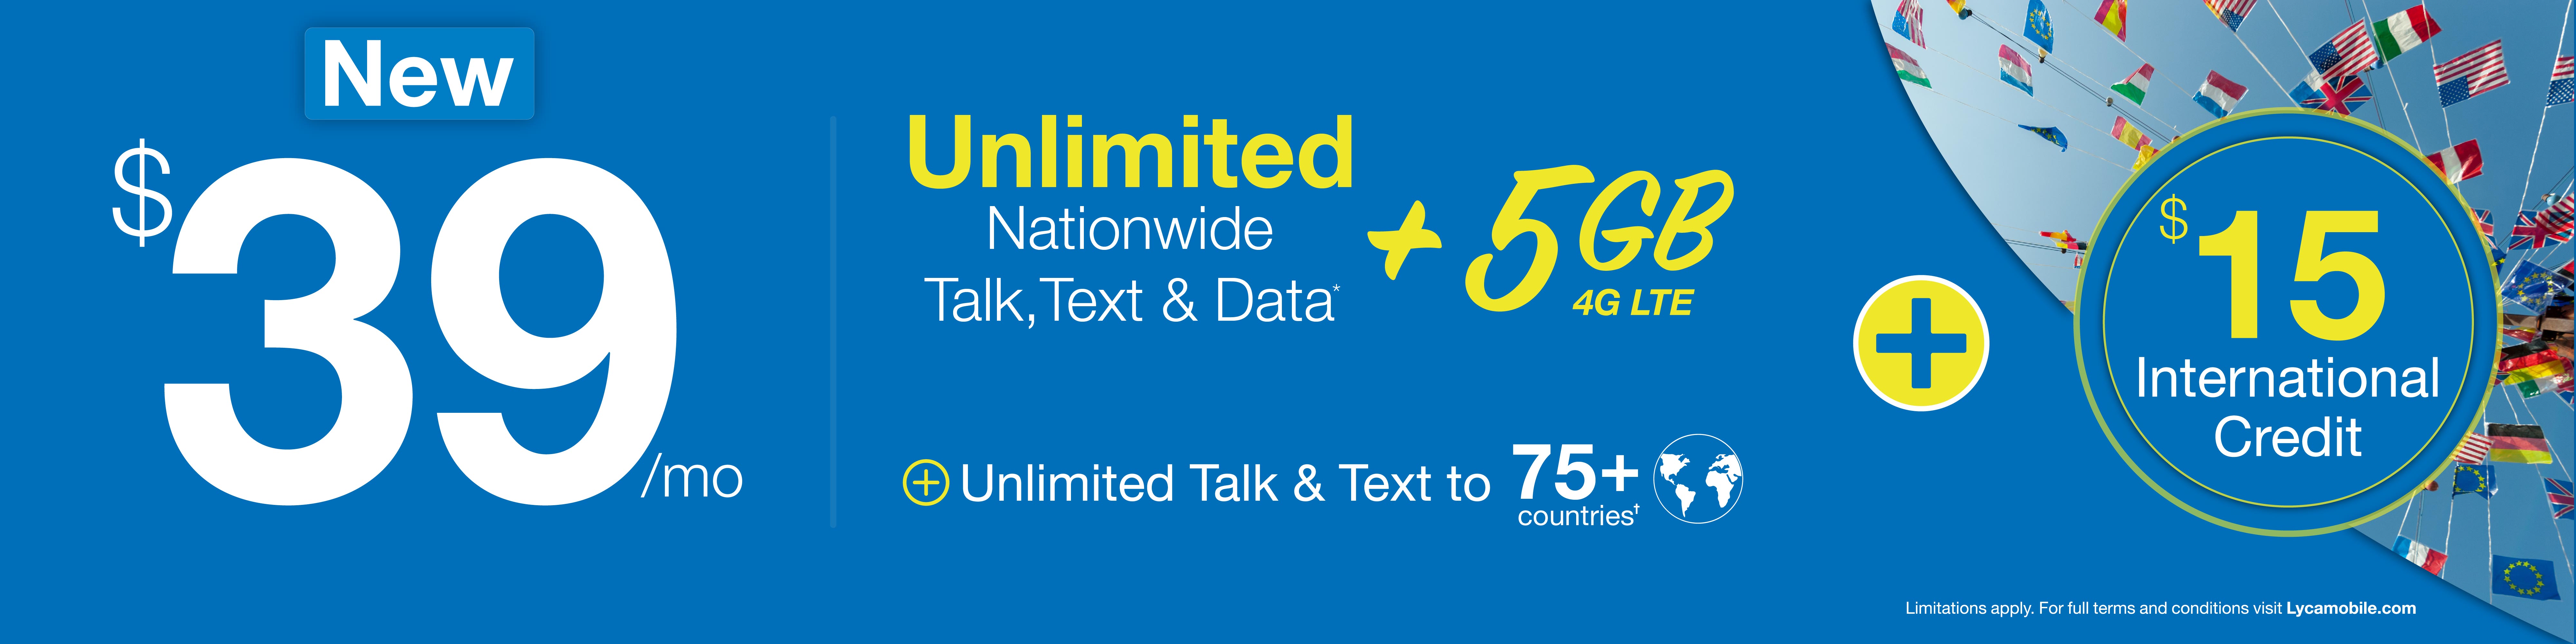 New
$39/mo
Unlimited
Nationwide
Talk, Text & Data*
+ 5GB
4G LTE
+ Unlimited Talk & Text to 75+
countries†
+
$15
International
Credit
Limitations apply. For full terms and conditions visit Lycamobile.com